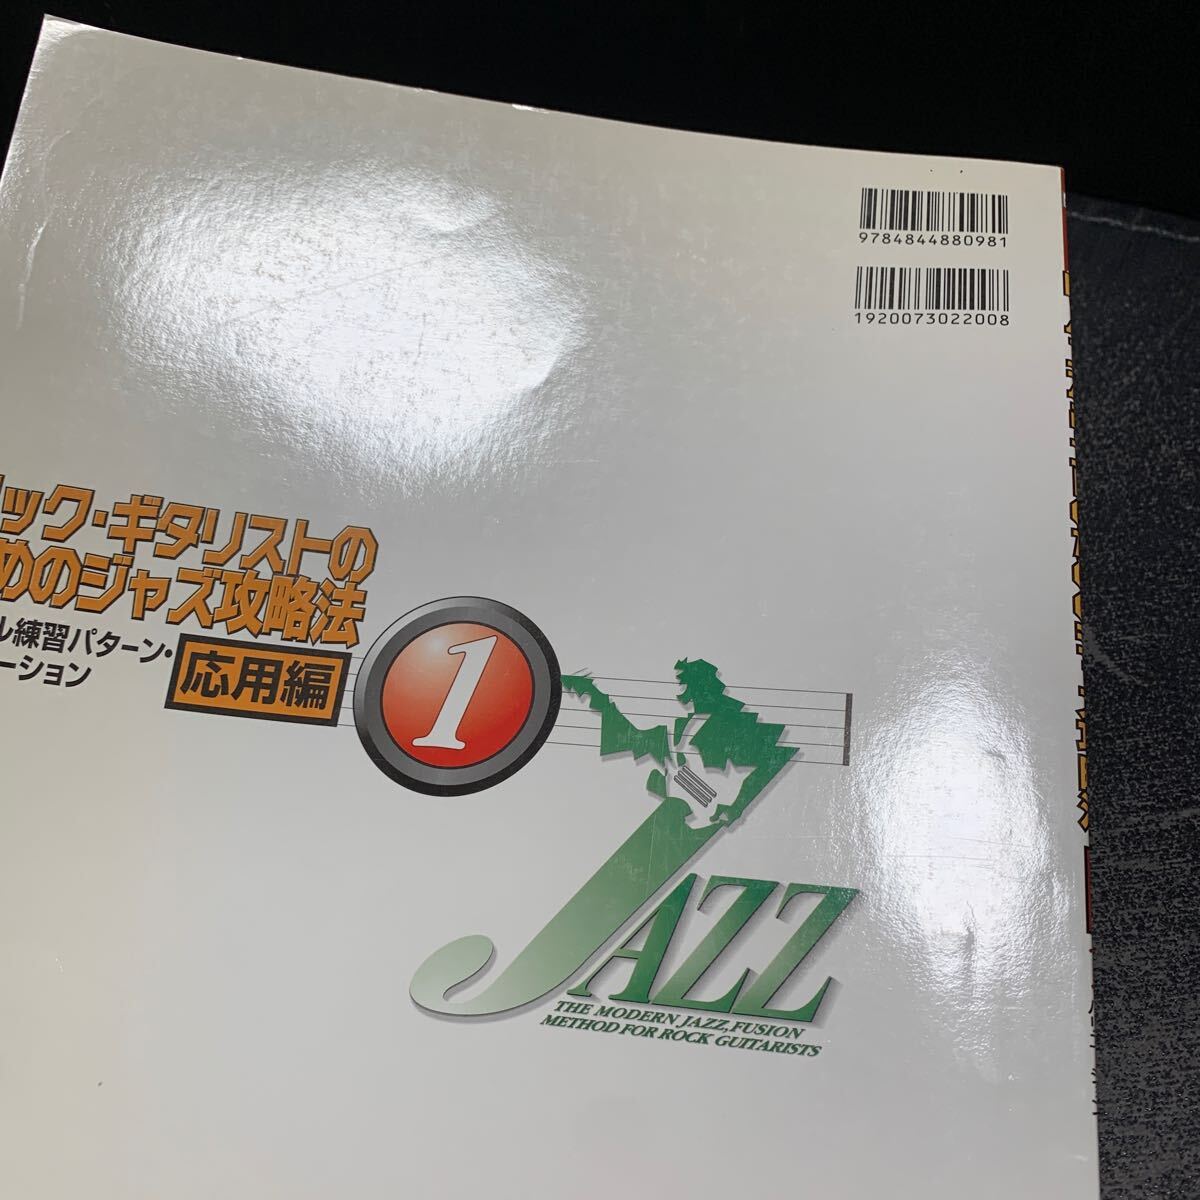 9784844880981
1920073022008
ック・ギタリストの
めのジャズ攻略法
ル練習パターン・
ーション
応用編
1
JAZZ
THE MODERN JAZZ, FUSION
METHOD FOR ROCK GUITARISTS